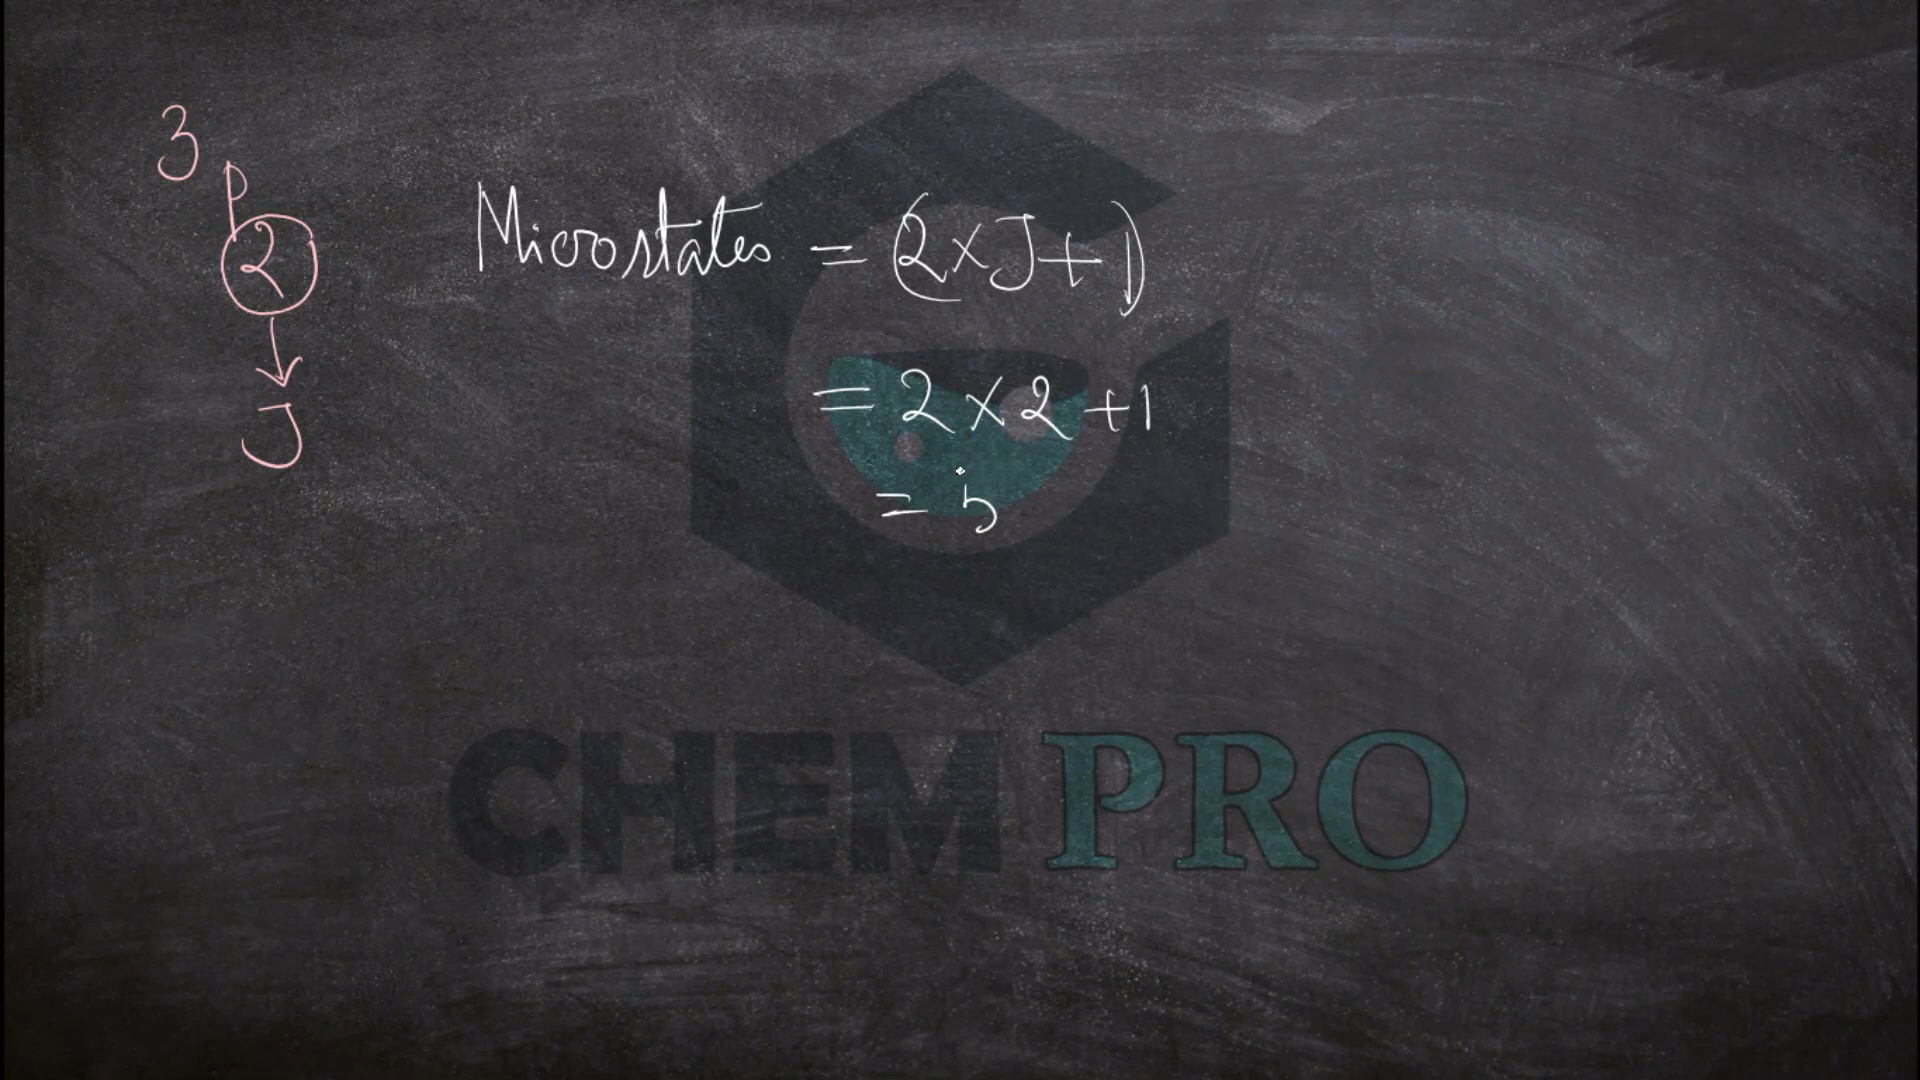 3
P
2
J
Microstates = (2×J+1)
= 2 × 2 +1
= 5
CHEM PRO